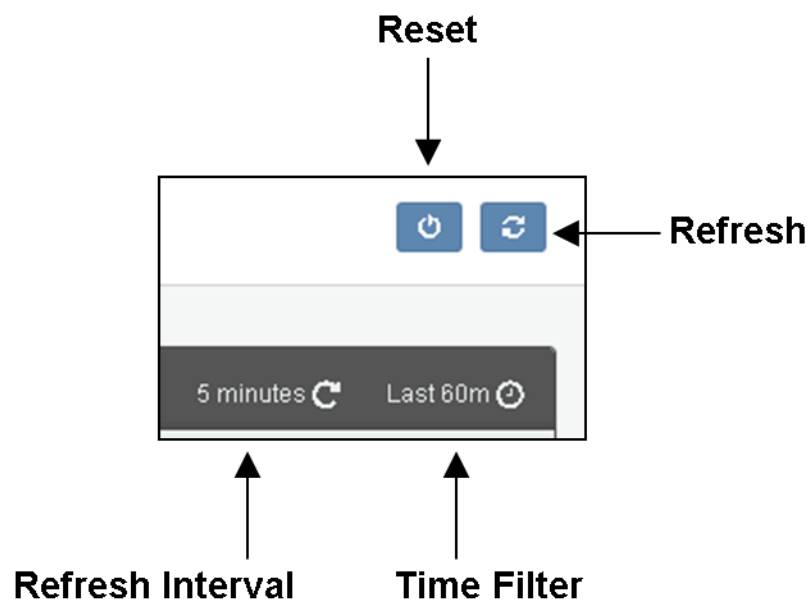 Reset
Refresh
5 minutes
Last 60m
Refresh Interval
Time Filter